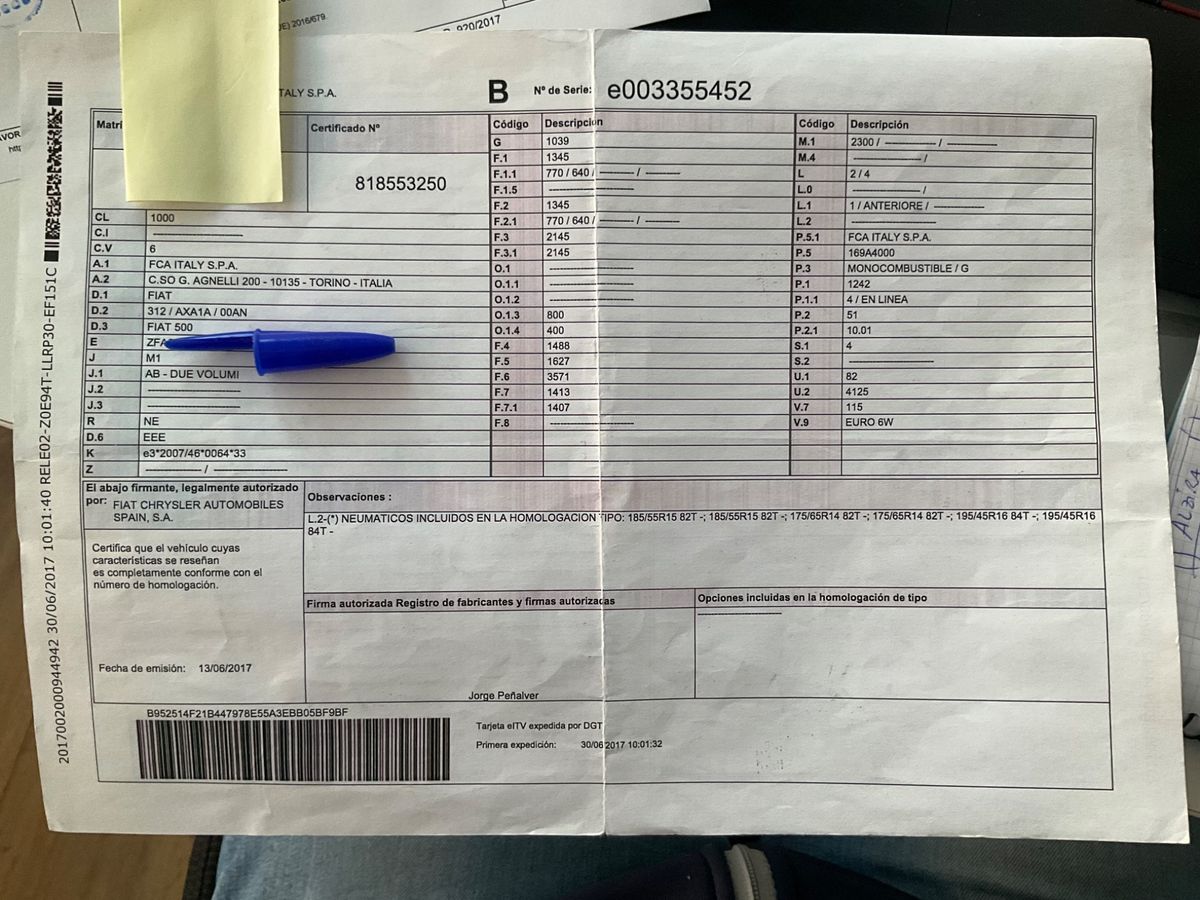 JE) 2016/679
920/2017
TALY S.P.A.
B Nº de Serie: e003355452
Matri
Certificado Nº
818553250
CL 1000
C.I ----------
C.V 6
A.1 FCA ITALY S.P.A.
A.2 C.SO G. AGNELLI 200 - 10135 - TORINO - ITALIA
D.1 FIAT
D.2 312 / AXA1A / 00AN
D.3 FIAT 500
E ZFA
J M1
J.1 AB - DUE VOLUMI
J.2 ----------
J.3 ----------
R NE
D.6 EEE
K e3*2007/46*0064*33
Z ---------- / ----------
Código Descripción
G 1039
F.1 1345
F.1.1 770 / 640 / ---------- / ----------
F.1.5 ----------
F.2 1345
F.2.1 770 / 640 / ---------- / ----------
F.3 2145
F.3.1 2145
O.1 ----------
O.1.1 ----------
O.1.2 ----------
O.1.3 800
O.1.4 400
F.4 1488
F.5 1627
F.6 3571
F.7 1413
F.7.1 1407
F.8 ----------
Código Descripción
M.1 2300 / ---------- / ----------
M.4 ---------- /
L 2 / 4
L.0 ---------- /
L.1 1 / ANTERIORE / ----------
L.2 ----------
P.5.1 FCA ITALY S.P.A.
P.5 169A4000
P.3 MONOCOMBUSTIBLE / G
P.1 1242
P.1.1 4 / EN LINEA
P.2 51
P.2.1 10.01
S.1 4
S.2 ----------
U.1 82
U.2 4125
V.7 115
V.9 EURO 6W
El abajo firmante, legalmente autorizado
por: FIAT CHRYSLER AUTOMOBILES
SPAIN, S.A.
Certifica que el vehículo cuyas
características se reseñan
es completamente conforme con el
número de homologación.
Fecha de emisión: 13/06/2017
Observaciones :
L.2-(*) NEUMATICOS INCLUIDOS EN LA HOMOLOGACION TIPO: 185/55R15 82T -; 185/55R15 82T -; 175/65R14 82T -; 175/65R14 82T -; 195/45R16 84T -; 195/45R16
84T -
Firma autorizada Registro de fabricantes y firmas autorizadas
Jorge Peñalver
Opciones incluidas en la homologación de tipo
----------
B952514F21B447978E55A3EBB05BF9BF
Tarjeta eITV expedida por DGT
Primera expedición: 30/06/2017 10:01:32
201700200094​4942 30/06/2017 10:01:40 RELE02-Z0E94T-LLRP30-EF151C
AVOR
Alzira